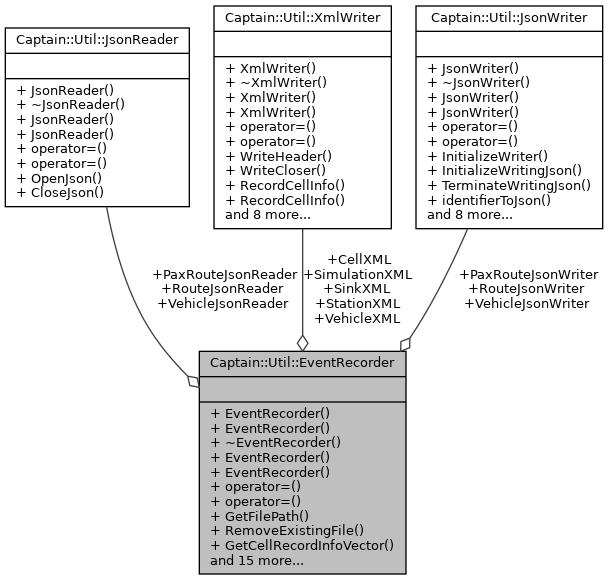 Captain::Util::JsonReader
+ JsonReader()
+ ~JsonReader()
+ JsonReader()
+ JsonReader()
+ operator=()
+ operator=()
+ OpenJson()
+ CloseJson()
Captain::Util::XmlWriter
+ XmlWriter()
+ ~XmlWriter()
+ XmlWriter()
+ XmlWriter()
+ operator=()
+ operator=()
+ WriteHeader()
+ WriteCloser()
+ RecordCellInfo()
+ RecordCellInfo()
and 8 more...
Captain::Util::JsonWriter
+ JsonWriter()
+ ~JsonWriter()
+ JsonWriter()
+ JsonWriter()
+ operator=()
+ operator=()
+ InitializeWriter()
+ InitializeWritingJson()
+ TerminateWritingJson()
+ identifierToJson()
and 8 more...
+PaxRouteJsonReader
+RouteJsonReader
+VehicleJsonReader
+CellXML
+SimulationXML
+SinkXML
+StationXML
+VehicleXML
+PaxRouteJsonWriter
+RouteJsonWriter
+VehicleJsonWriter
Captain::Util::EventRecorder
+ EventRecorder()
+ EventRecorder()
+ ~EventRecorder()
+ EventRecorder()
+ EventRecorder()
+ operator=()
+ operator=()
+ GetFilePath()
+ RemoveExistingFile()
+ GetCellRecordInfoVector()
and 15 more...